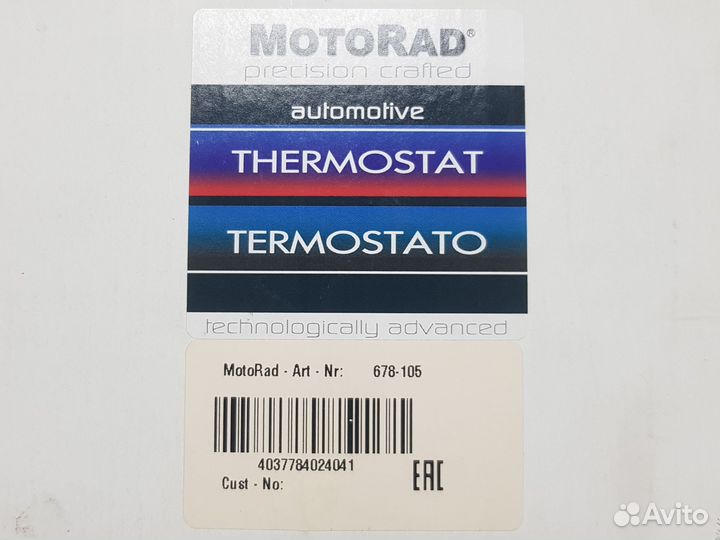 MOTORAD®
precision crafted
automotive
THERMOSTAT
TERMOSTATO
technologically advanced
MotoRad - Art - Nr: 678-105
4037784024041
Cust - No:
EAC
Avito